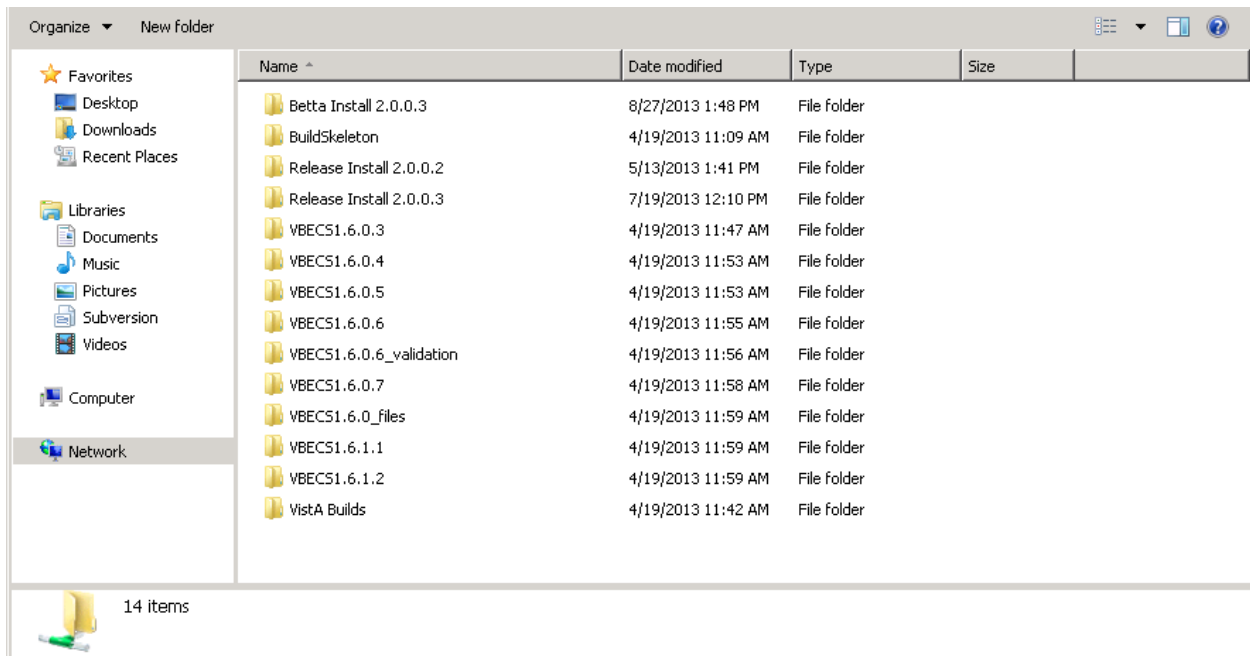 Organize New folder
Favorites
Desktop
Downloads
Recent Places
Libraries
Documents
Music
Pictures
Subversion
Videos
Computer
Network
Name Date modified Type Size
Betta Install 2.0.0.3 8/27/2013 1:48 PM File folder
BuildSkeleton 4/19/2013 11:09 AM File folder
Release Install 2.0.0.2 5/13/2013 1:41 PM File folder
Release Install 2.0.0.3 7/19/2013 12:10 PM File folder
VBECS1.6.0.3 4/19/2013 11:47 AM File folder
VBECS1.6.0.4 4/19/2013 11:53 AM File folder
VBECS1.6.0.5 4/19/2013 11:53 AM File folder
VBECS1.6.0.6 4/19/2013 11:55 AM File folder
VBECS1.6.0.6_validation 4/19/2013 11:56 AM File folder
VBECS1.6.0.7 4/19/2013 11:58 AM File folder
VBECS1.6.0_files 4/19/2013 11:59 AM File folder
VBECS1.6.1.1 4/19/2013 11:59 AM File folder
VBECS1.6.1.2 4/19/2013 11:59 AM File folder
VistA Builds 4/19/2013 11:42 AM File folder
14 items